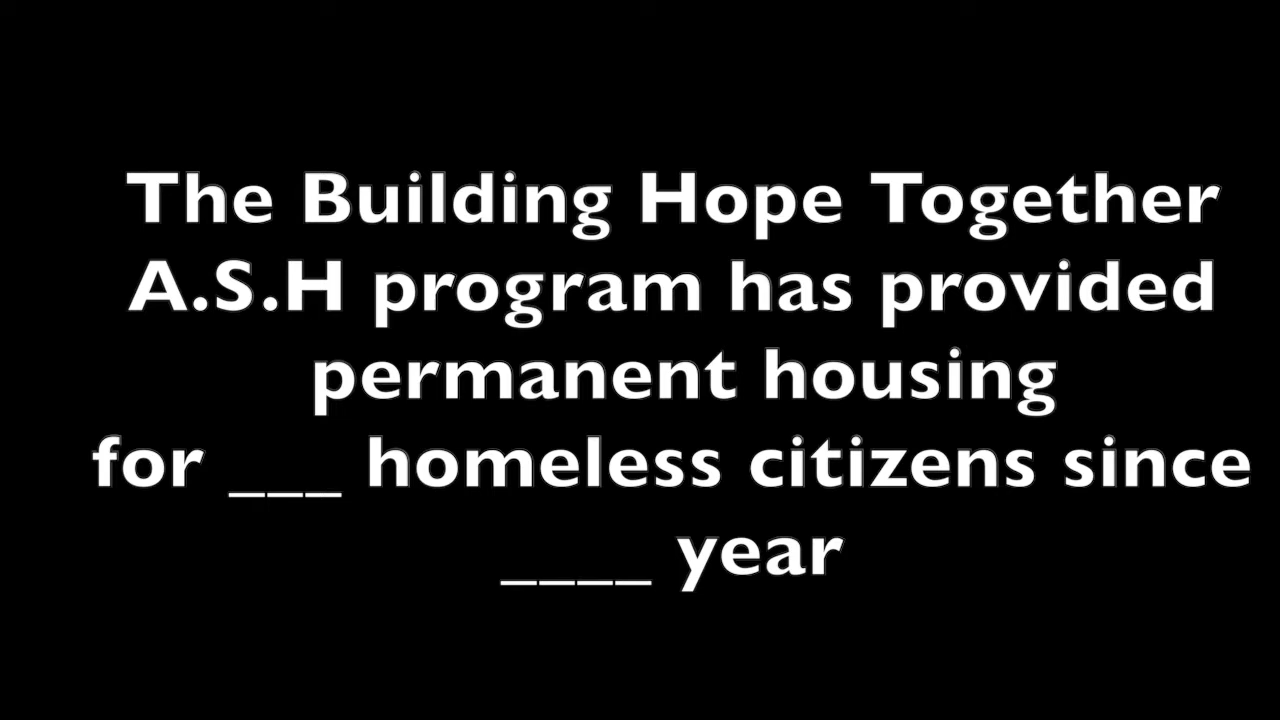 The Building Hope Together
A.S.H program has provided
permanent housing
for ___ homeless citizens since
____ year